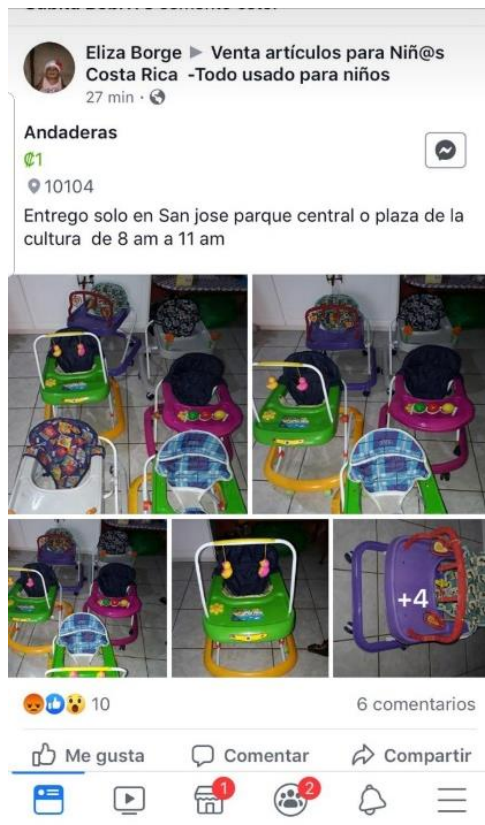 Eliza Borge ▶ Venta artículos para Niñ@s
Costa Rica -Todo usado para niños
27 min ·
Andaderas
₡1
10104
Entrego solo en San jose parque central o plaza de la
cultura de 8 am a 11 am
+4
10
6 comentarios
Me gusta
Comentar
Compartir
1
2